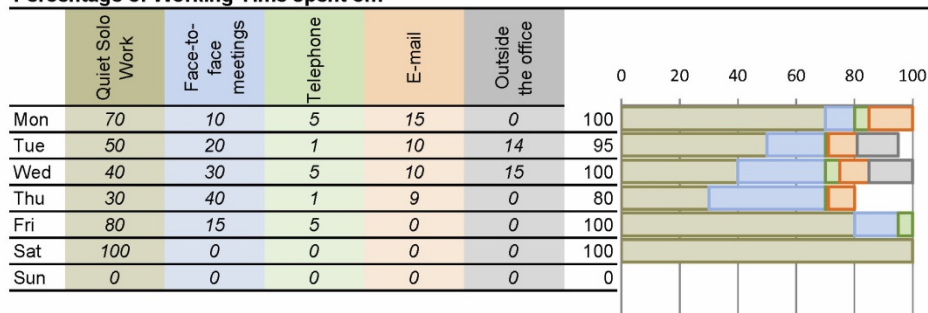 Percentage of Working Time spent on:
Quiet Solo
Work
Face-to-
face
meetings
Telephone
E-mail
Outside
the office
0 20 40 60 80 100
Mon 70 10 5 15 0 100
Tue 50 20 1 10 14 95
Wed 40 30 5 10 15 100
Thu 30 40 1 9 0 80
Fri 80 15 5 0 0 100
Sat 100 0 0 0 0 100
Sun 0 0 0 0 0 0